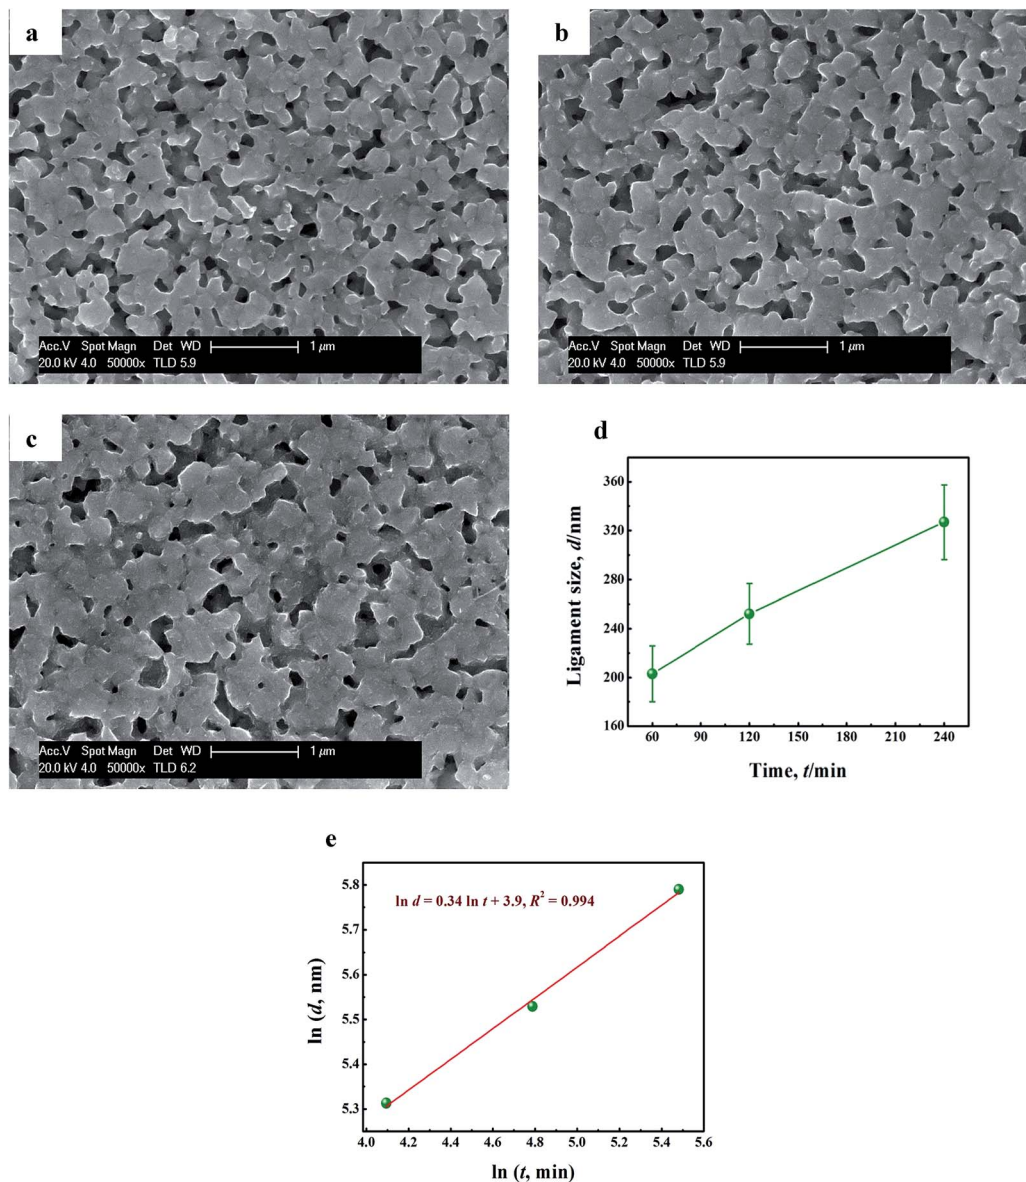 a
Acc.V Spot Magn Det WD 1 μm
20.0 kV 4.0 50000x TLD 5.9
b
Acc.V Spot Magn Det WD 1 μm
20.0 kV 4.0 50000x TLD 5.9
c
Acc.V Spot Magn Det WD 1 μm
20.0 kV 4.0 50000x TLD 6.2
d
Ligament size, d/nm
360
320
280
240
200
160
60 90 120 150 180 210 240
Time, t/min
e
ln d = 0.34 ln t + 3.9, R² = 0.994
ln (d, nm)
5.8
5.7
5.6
5.5
5.4
5.3
4.0 4.2 4.4 4.6 4.8 5.0 5.2 5.4 5.6
ln (t, min)